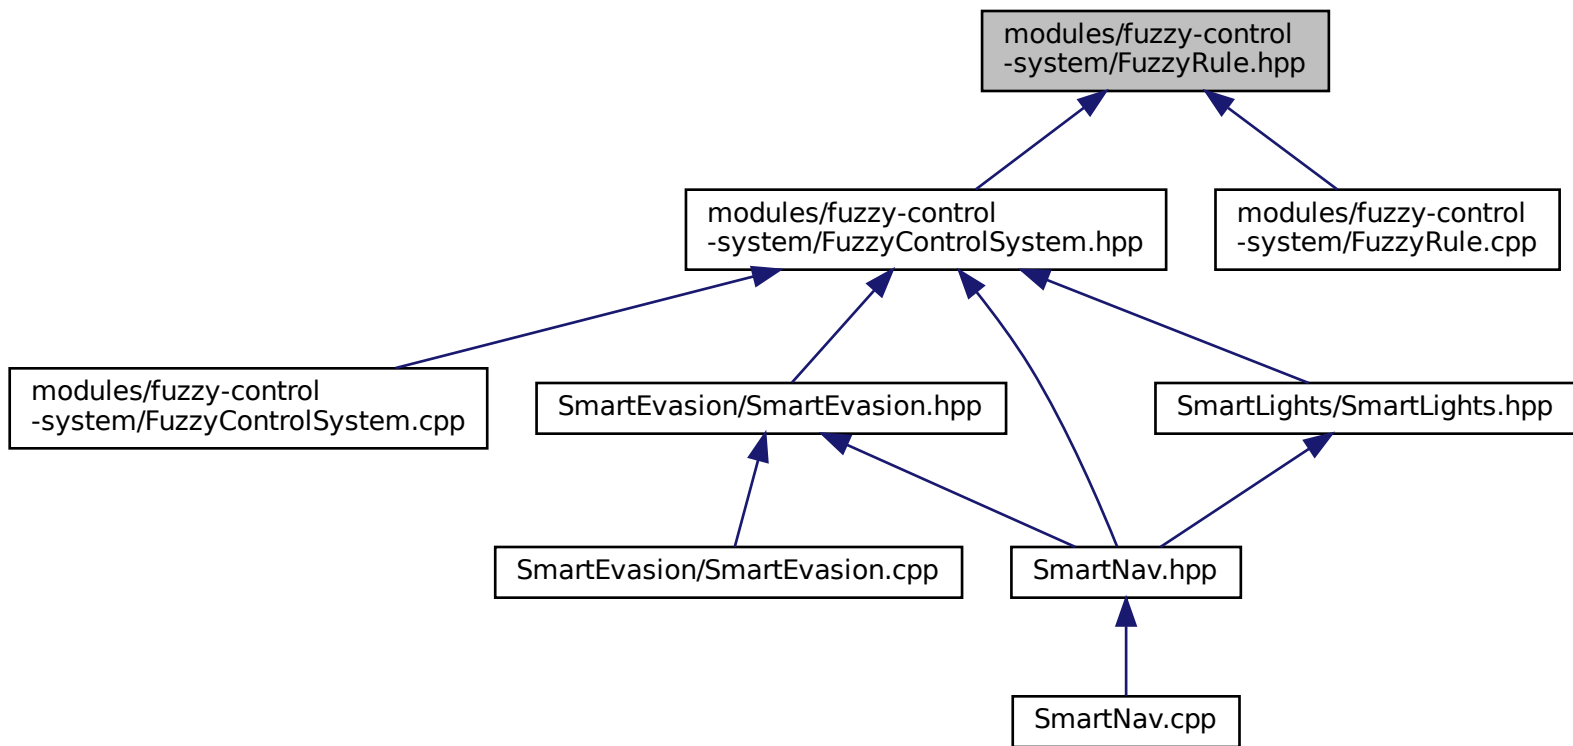 modules/fuzzy-control
-system/FuzzyRule.hpp
modules/fuzzy-control
-system/FuzzyControlSystem.hpp
modules/fuzzy-control
-system/FuzzyRule.cpp
modules/fuzzy-control
-system/FuzzyControlSystem.cpp
SmartEvasion/SmartEvasion.hpp
SmartLights/SmartLights.hpp
SmartEvasion/SmartEvasion.cpp
SmartNav.hpp
SmartNav.cpp